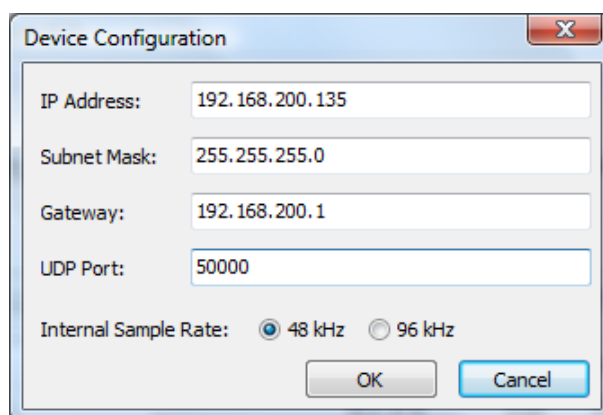 Device Configuration
IP Address: 192.168.200.135
Subnet Mask: 255.255.255.0
Gateway: 192.168.200.1
UDP Port: 50000
Internal Sample Rate: 48 kHz 96 kHz
OK Cancel